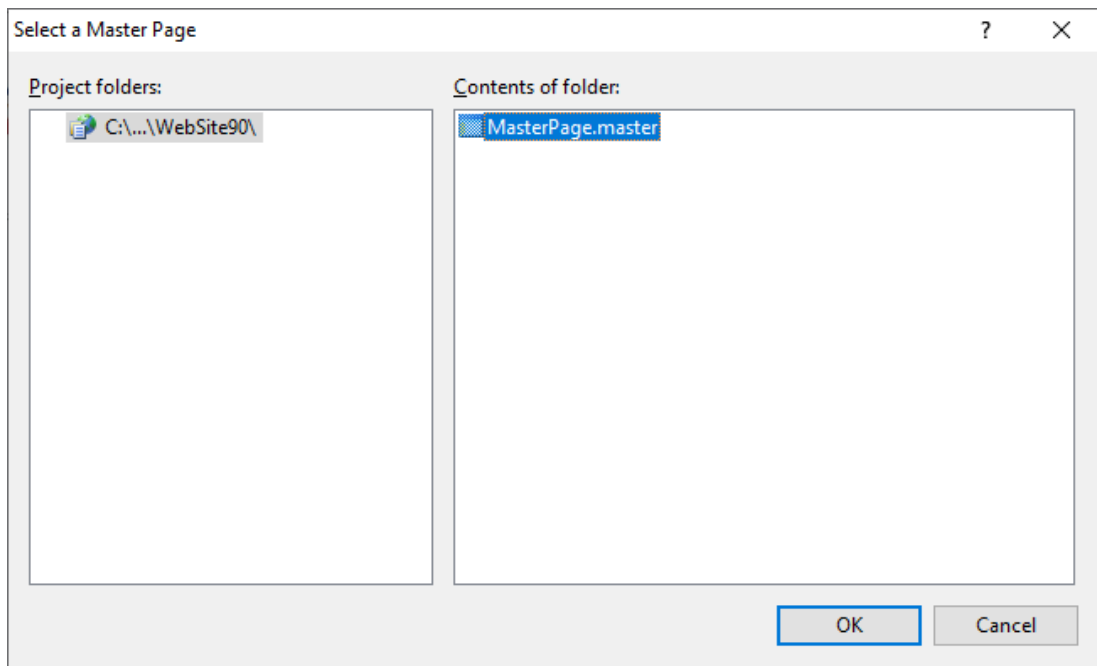 Select a Master Page
?
Project folders:
Contents of folder:
C:\...\WebSite90\
MasterPage.master
OK
Cancel